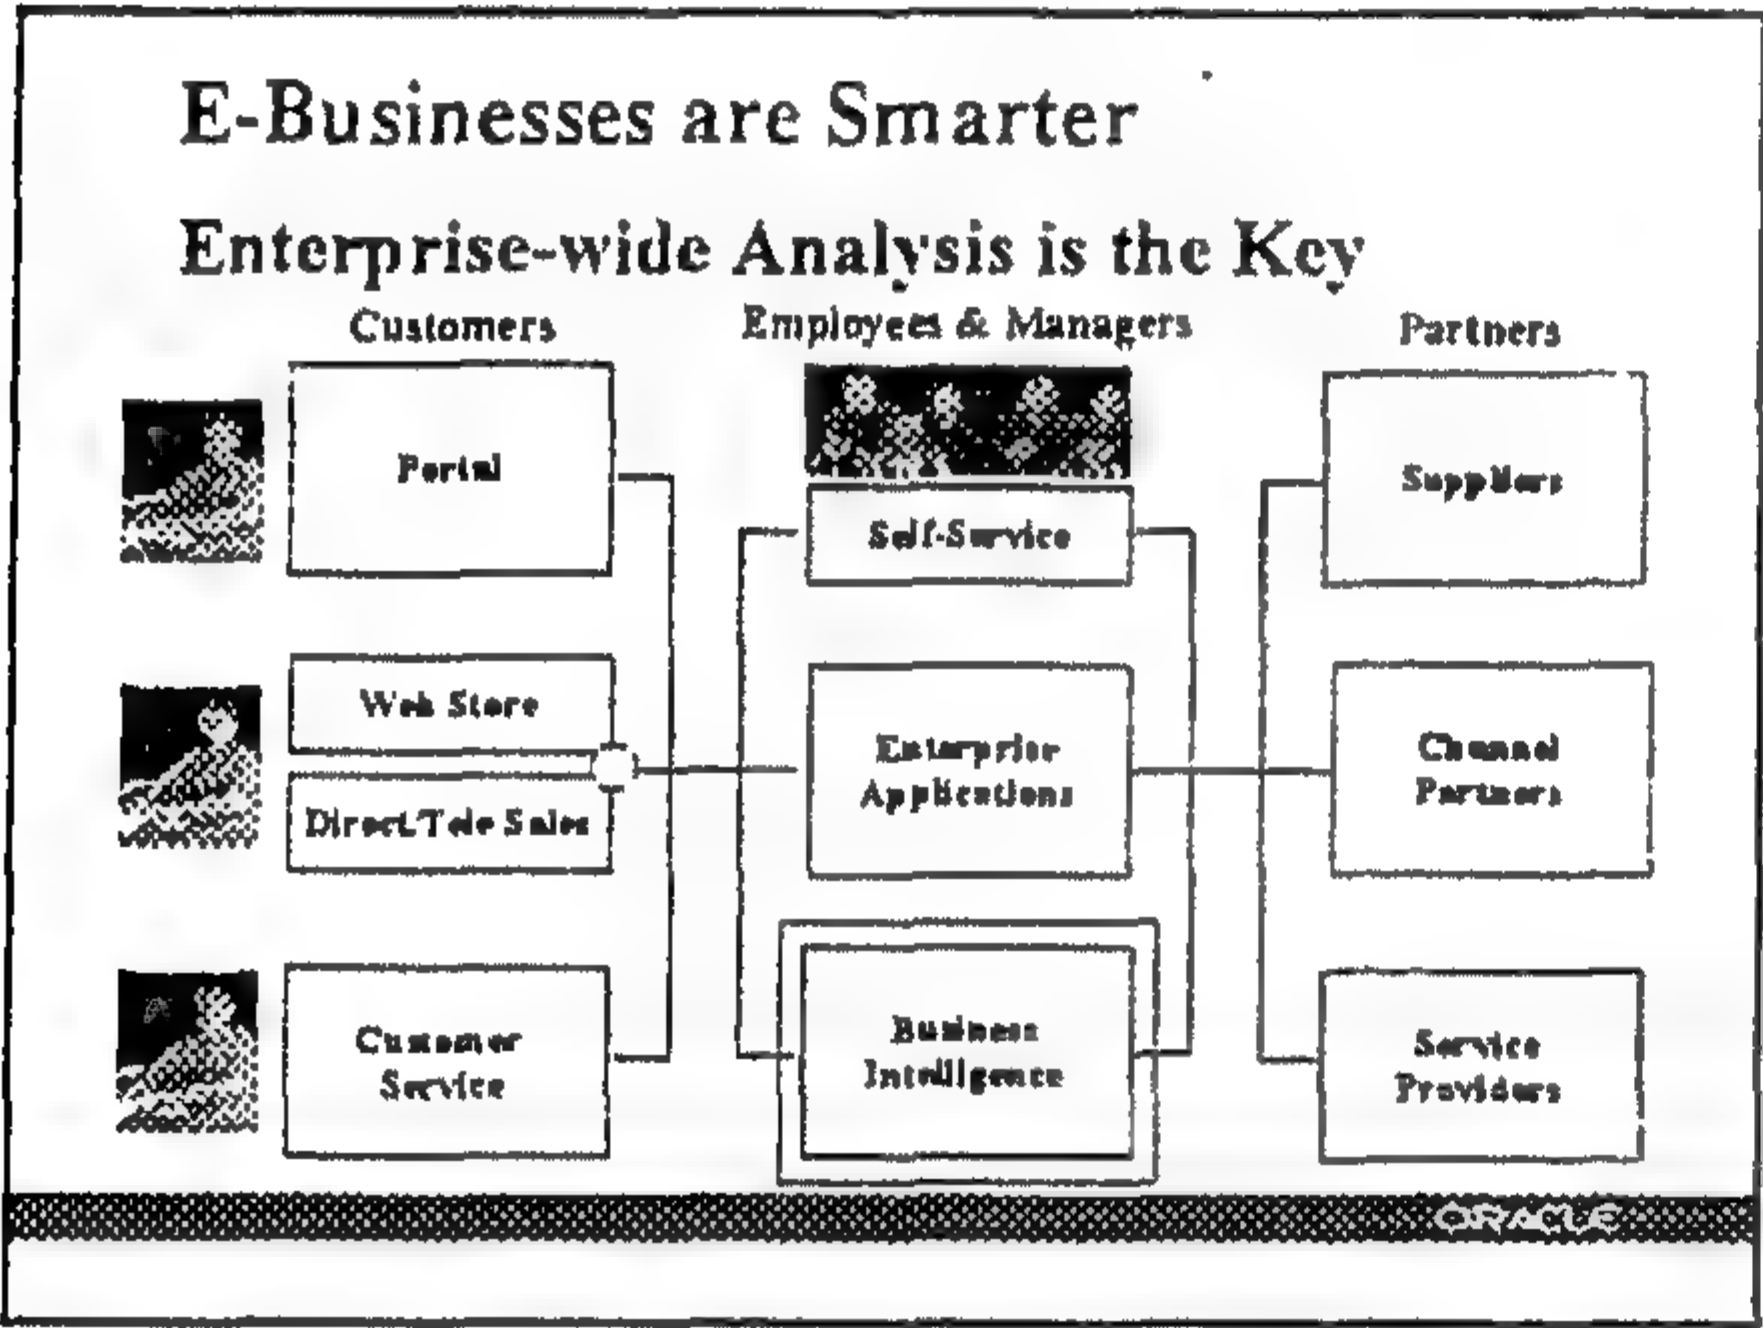 E-Businesses are Smarter
Enterprise-wide Analysis is the Key
Customers
Employees & Managers
Partners
Portal
Self-Service
Suppliers
Web Store
Direct/Tele Sales
Enterprise
Applications
Channel
Partners
Customer
Service
Business
Intelligence
Service
Providers
ORACLE